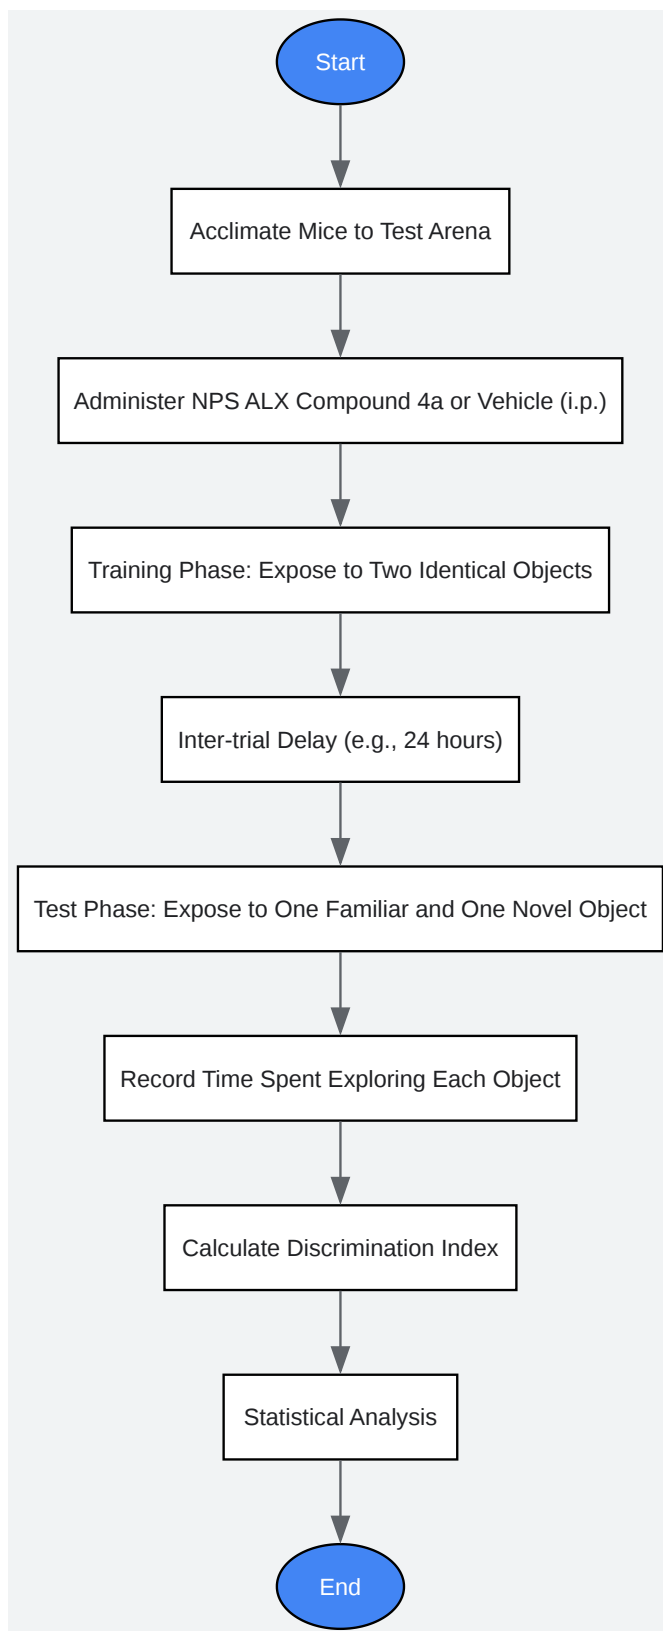 Start
Acclimate Mice to Test Arena
Administer NPS ALX Compound 4a or Vehicle (i.p.)
Training Phase: Expose to Two Identical Objects
Inter-trial Delay (e.g., 24 hours)
Test Phase: Expose to One Familiar and One Novel Object
Record Time Spent Exploring Each Object
Calculate Discrimination Index
Statistical Analysis
End